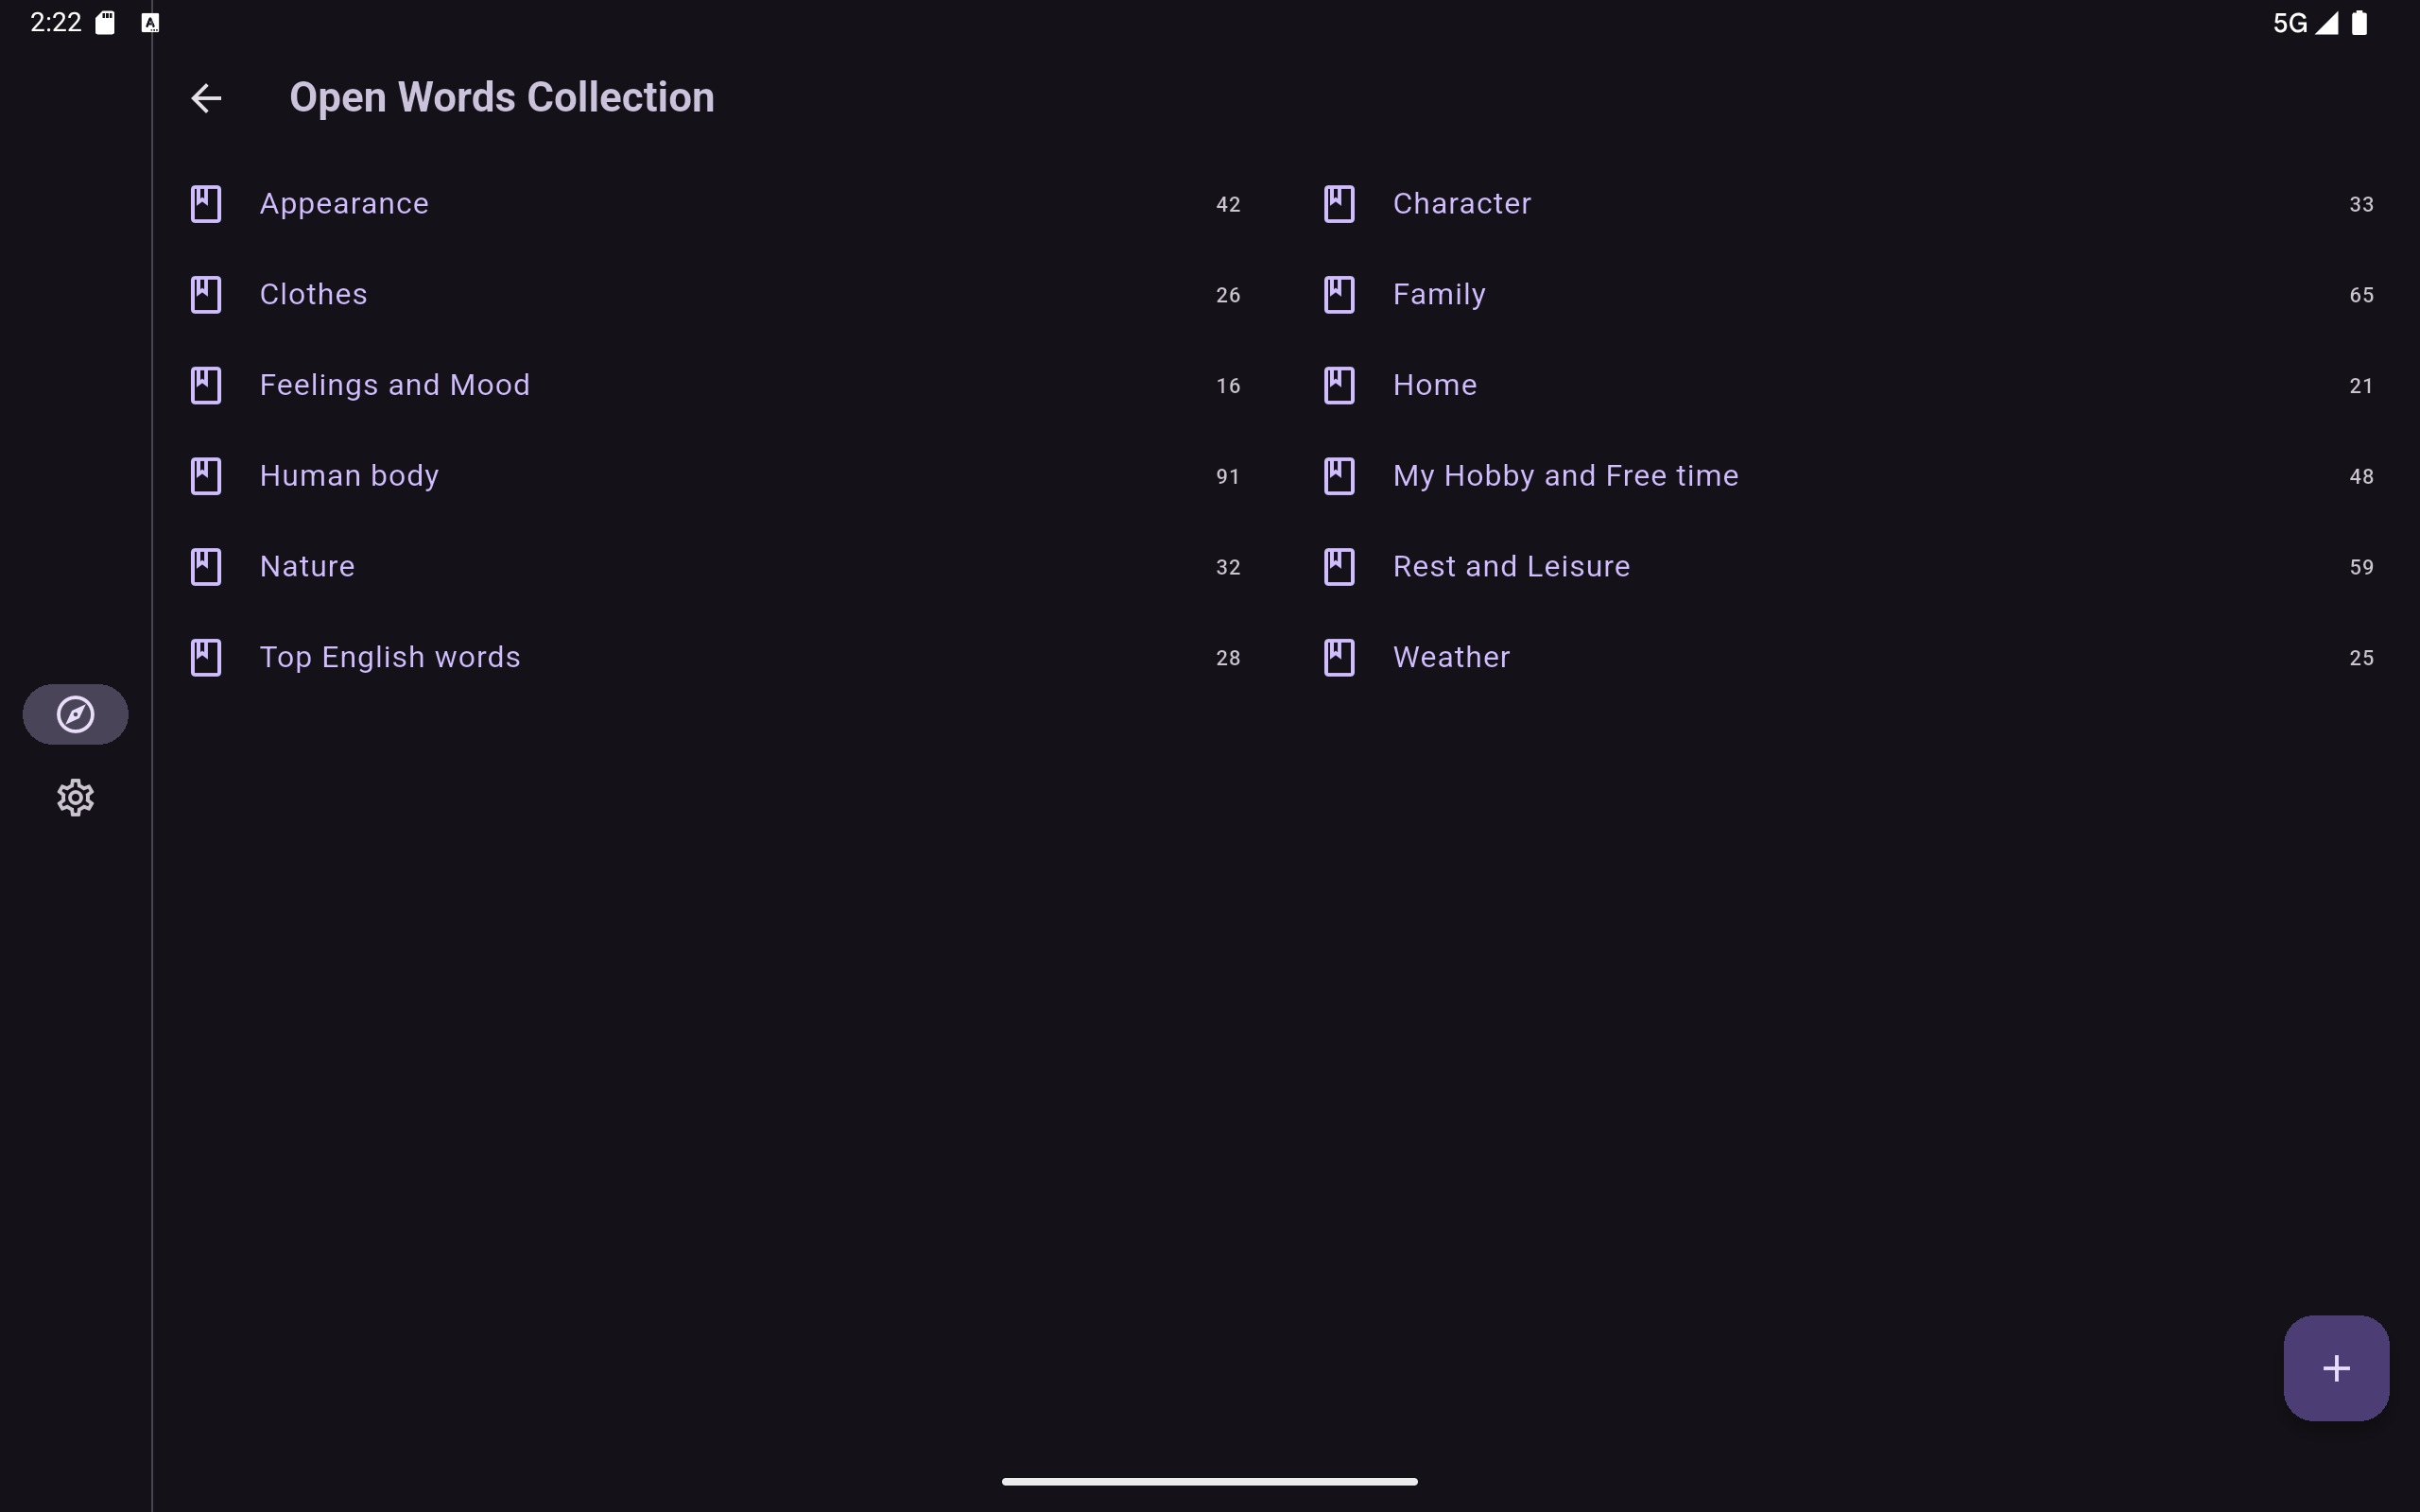 2:22 A 5G
Open Words Collection
Appearance 42
Character 33
Clothes 26
Family 65
Feelings and Mood 16
Home 21
Human body 91
My Hobby and Free time 48
Nature 32
Rest and Leisure 59
Top English words 28
Weather 25